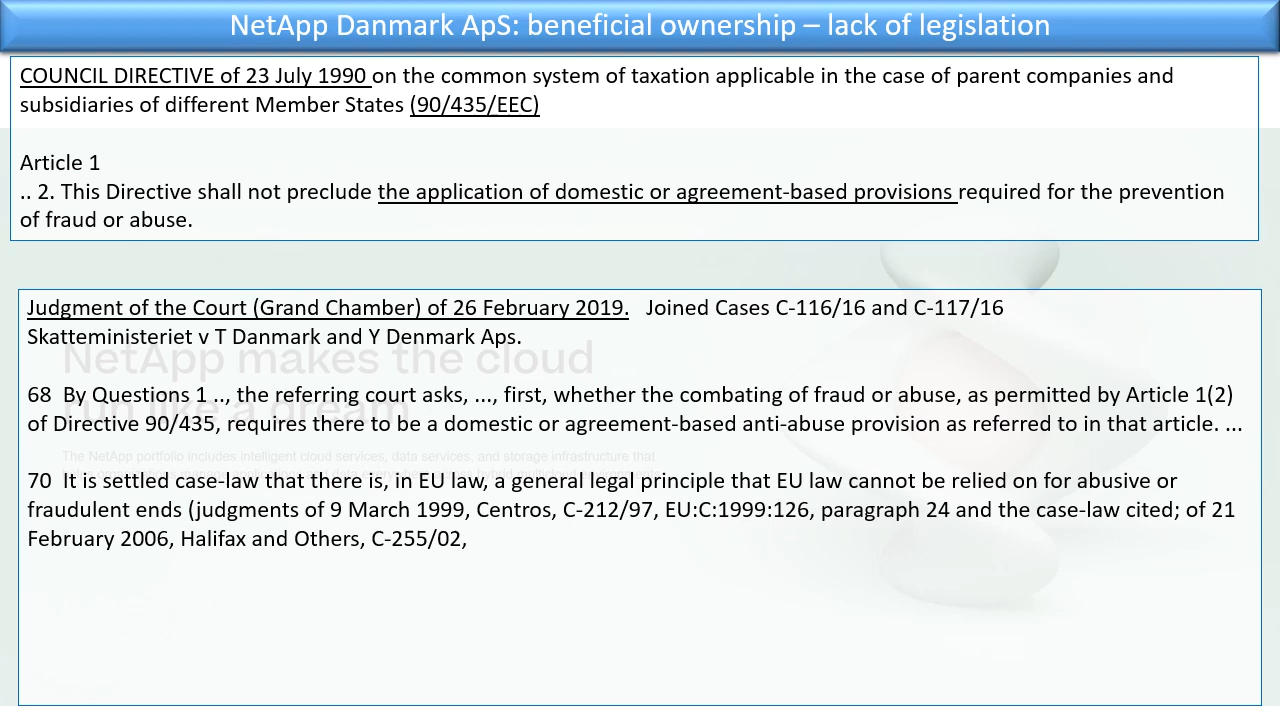 NetApp Danmark ApS: beneficial ownership – lack of legislation
COUNCIL DIRECTIVE of 23 July 1990 on the common system of taxation applicable in the case of parent companies and
subsidiaries of different Member States (90/435/EEC)
Article 1
.. 2. This Directive shall not preclude the application of domestic or agreement-based provisions required for the prevention
of fraud or abuse.
Judgment of the Court (Grand Chamber) of 26 February 2019.   Joined Cases C-116/16 and C-117/16
Skatteministeriet v T Danmark and Y Denmark Aps.
NetApp makes the cloud
68  By Questions 1 .., the referring court asks, ..., first, whether the combating of fraud or abuse, as permitted by Article 1(2)
run like a dream
of Directive 90/435, requires there to be a domestic or agreement-based anti-abuse provision as referred to in that article. ...
The NetApp portfolio includes intelligent cloud services, data services, and storage infrastructure that
70  It is settled case-law that there is, in EU law, a general legal principle that EU law cannot be relied on for abusive or
fraudulent ends (judgments of 9 March 1999, Centros, C-212/97, EU:C:1999:126, paragraph 24 and the case-law cited; of 21
February 2006, Halifax and Others, C-255/02,